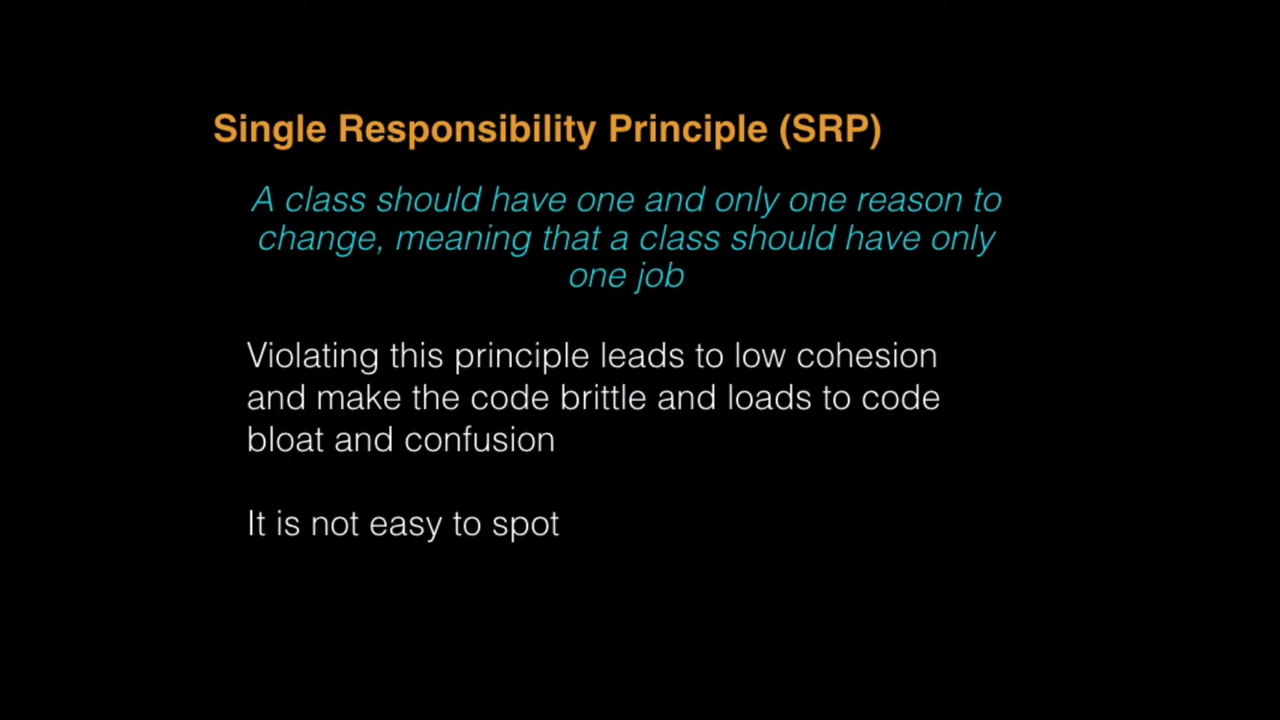 Single Responsibility Principle (SRP)
A class should have one and only one reason to
change, meaning that a class should have only
one job
Violating this principle leads to low cohesion
and make the code brittle and loads to code
bloat and confusion
It is not easy to spot